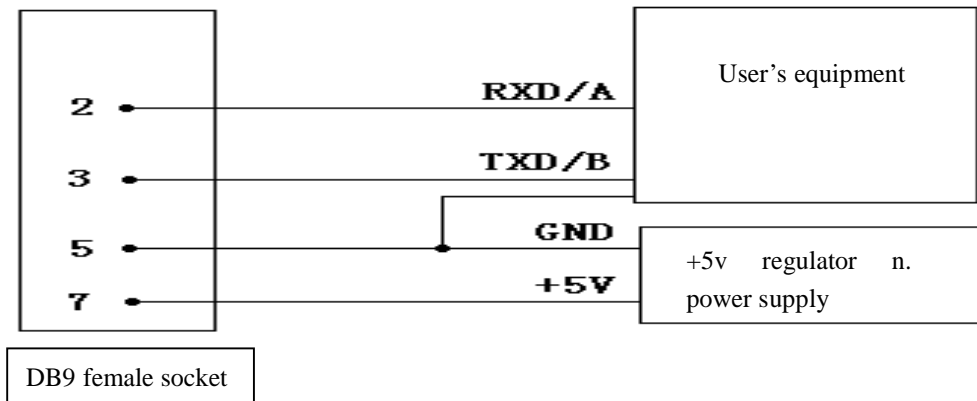 User’s equipment
2
RXD/A
3
TXD/B
5
GND
7
+5V
+5v regulator n.
power supply
DB9 female socket